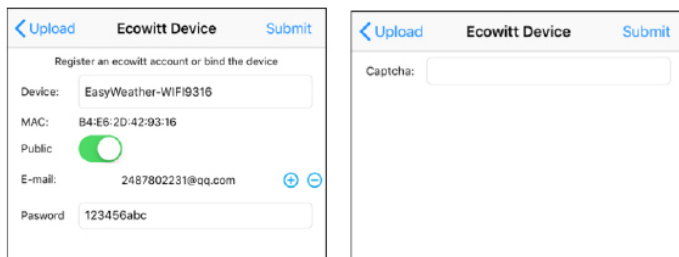 Upload Ecowitt Device Submit
Register an ecowitt account or bind the device
Device: EasyWeather-WIFI9316
MAC: B4:E6:2D:42:93:16
Public
E-mail: 2487802231@qq.com
Pasword 123456abc
Upload Ecowitt Device Submit
Captcha: